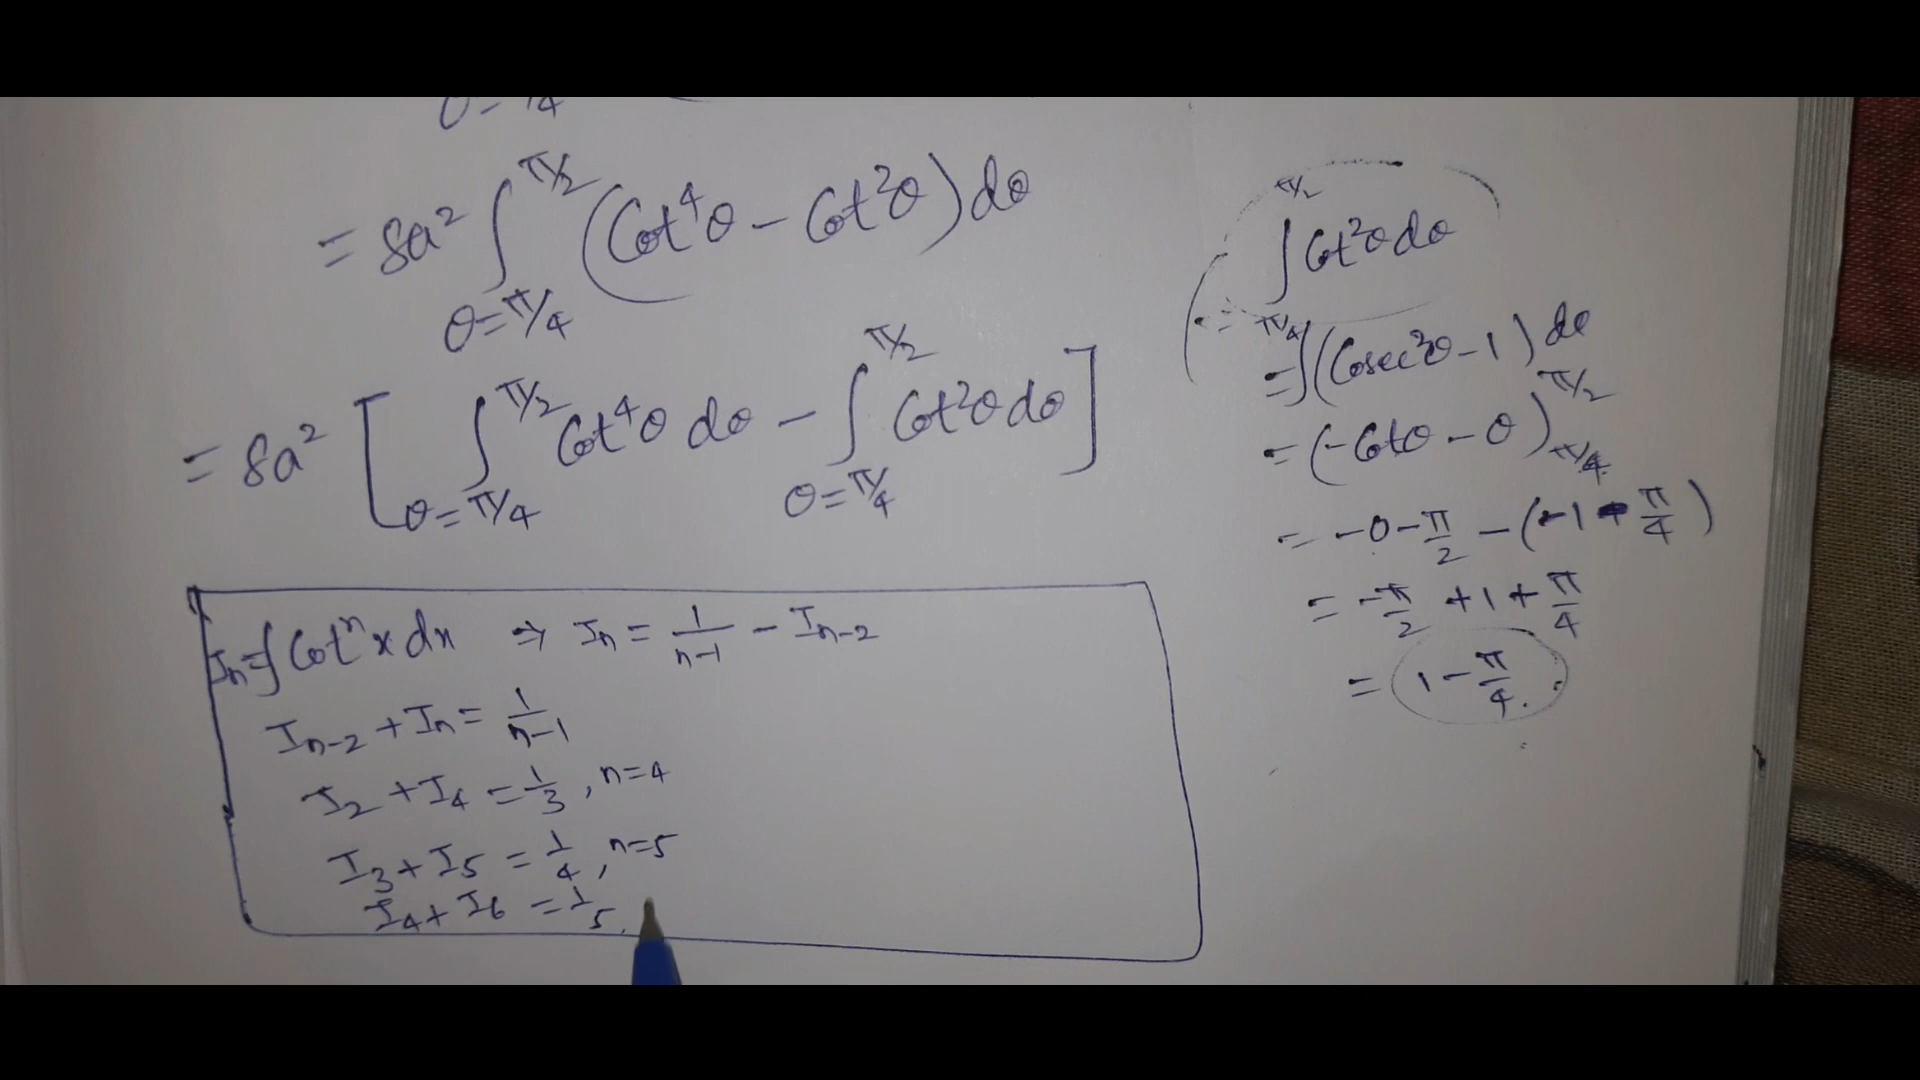 θ = π/4
= 8a² ∫_{θ=π/4}^{π/2} (Cot⁴θ - Cot²θ) dθ
= 8a² [ ∫_{θ=π/4}^{π/2} Cot⁴θ dθ - ∫_{θ=π/4}^{π/2} Cot²θ dθ ]
Iₙ = ∫ Cotⁿx dx ⇒ Iₙ = 1/(n-1) - Iₙ₋₂
Iₙ₋₂ + Iₙ = 1/(n-1)
I₂ + I₄ = 1/3, n=4
I₃ + I₅ = 1/4, n=5
I₄ + I₆ = 1/5.
∫_{π/4}^{π/2} Cot²θ dθ
= ∫ (Cosec²θ - 1) dθ
= (-Cotθ - θ)_{π/4}^{π/2}
= -0 - π/2 - (-1 - π/4)
= -π/2 + 1 + π/4
= 1 - π/4.